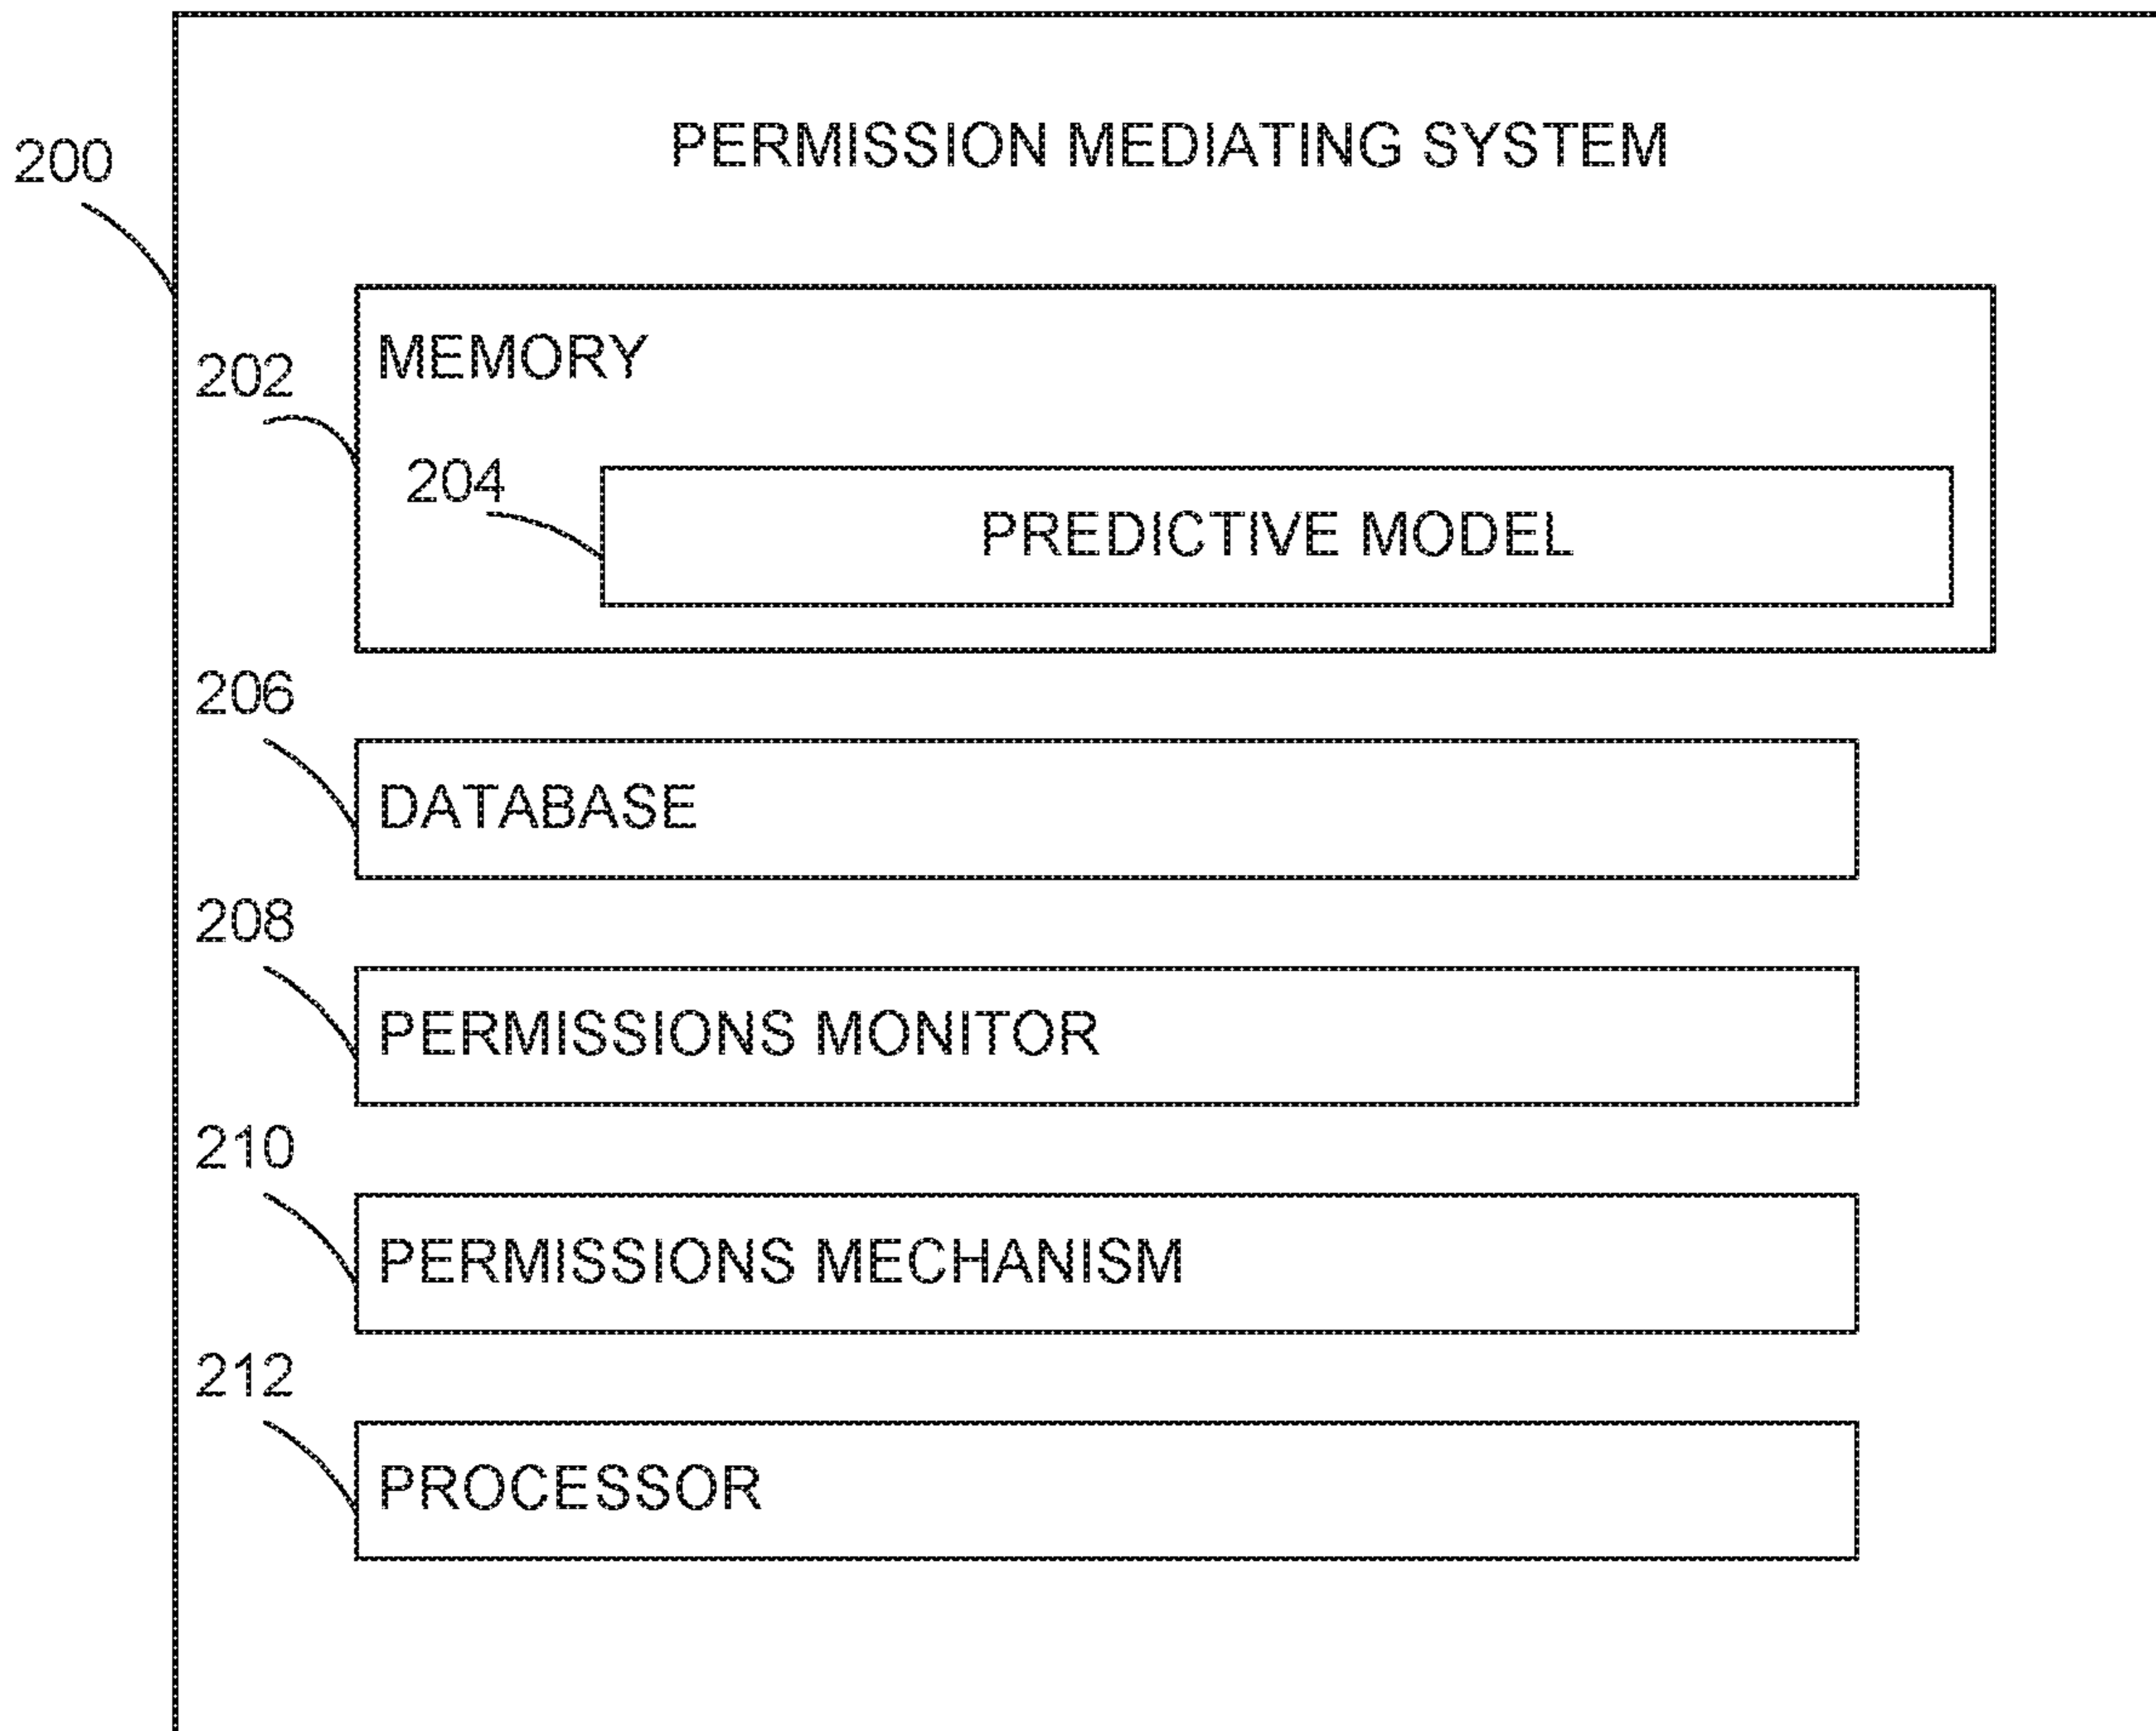 PERMISSION MEDIATING SYSTEM
200
MEMORY
202
204
PREDICTIVE MODEL
206
DATABASE
208
PERMISSIONS MONITOR
210
PERMISSIONS MECHANISM
212
PROCESSOR